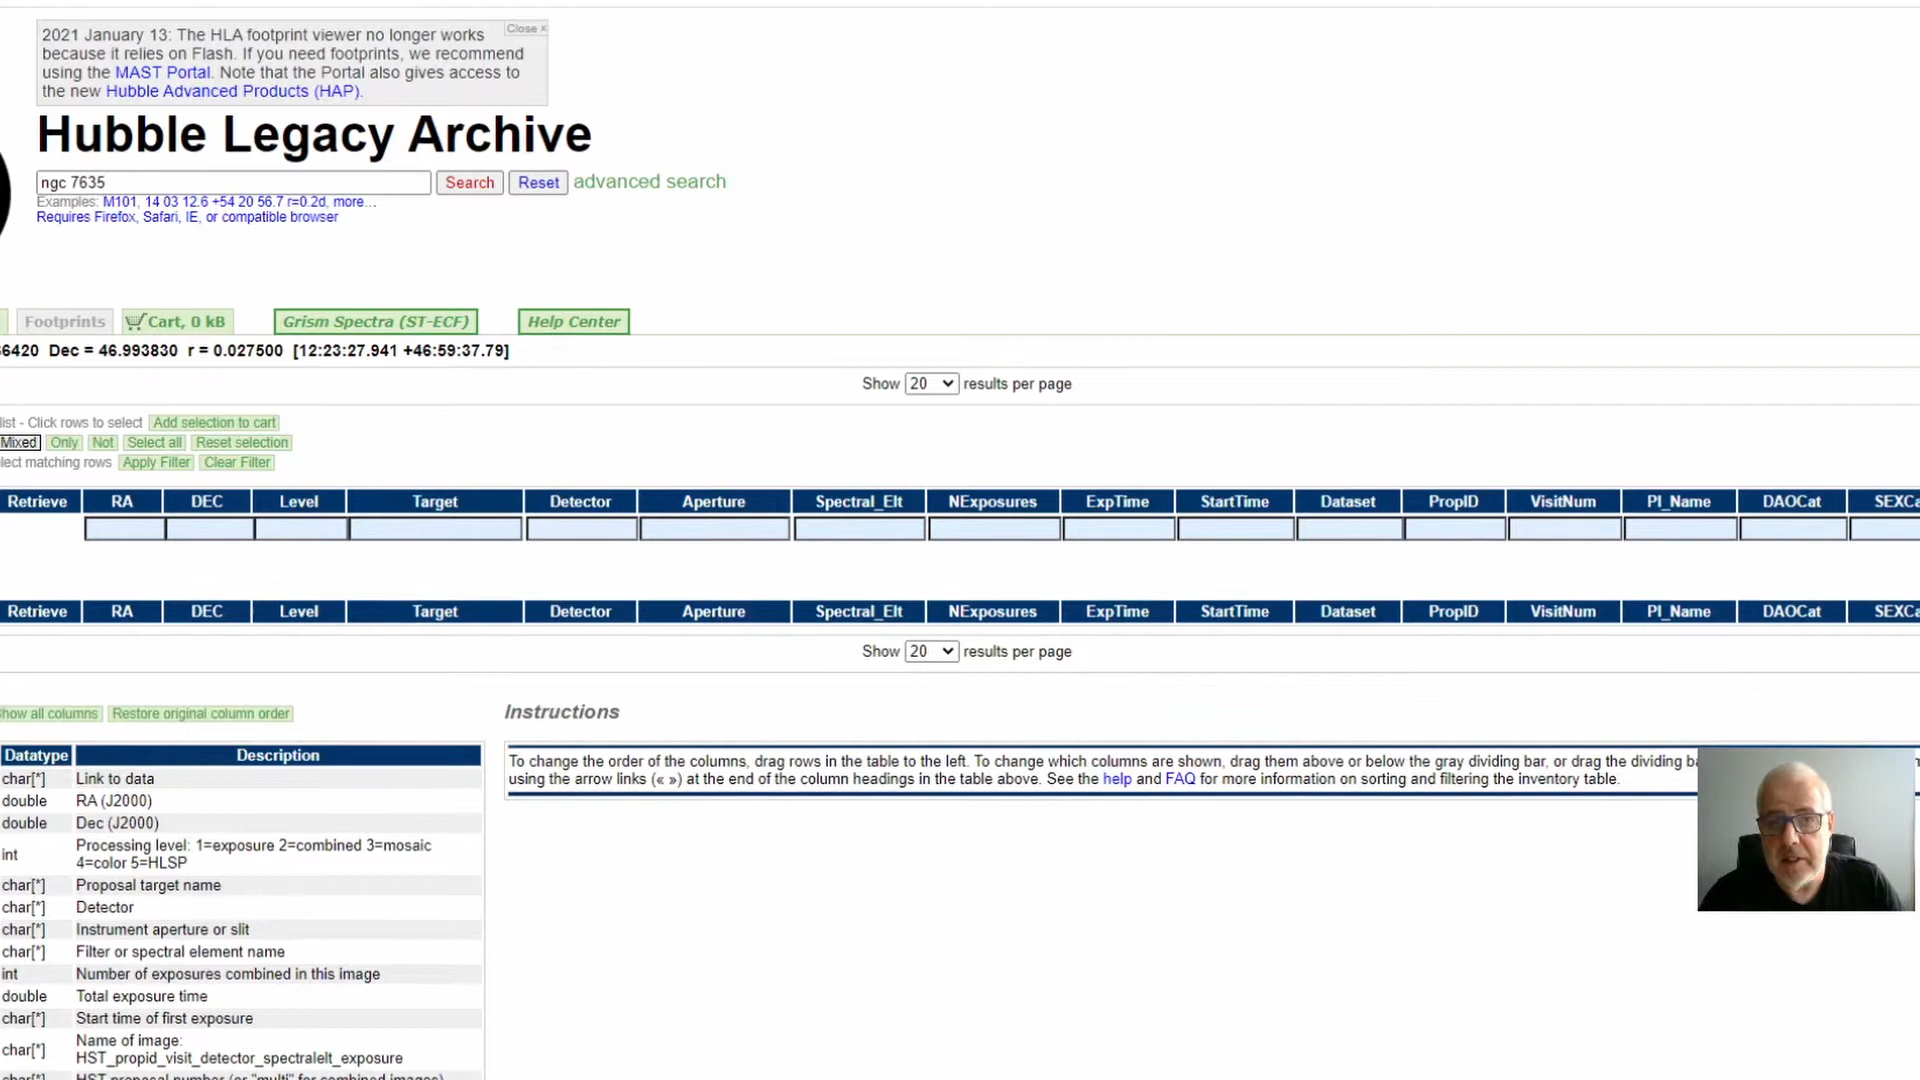 2021 January 13: The HLA footprint viewer no longer works
because it relies on Flash. If you need footprints, we recommend
using the MAST Portal. Note that the Portal also gives access to
the new Hubble Advanced Products (HAP).
Close ×
Hubble Legacy Archive
ngc 7635 Search Reset advanced search
Examples: M101, 14 03 12.6 +54 20 56.7 r=0.2d, more...
Requires Firefox, Safari, IE, or compatible browser
Footprints Cart, 0 kB Grism Spectra (ST-ECF) Help Center
6420 Dec = 46.993830 r = 0.027500 [12:23:27.941 +46:59:37.79]
Show 20 results per page
list - Click rows to select Add selection to cart
Mixed Only Not Select all Reset selection
lect matching rows Apply Filter Clear Filter
Retrieve RA DEC Level Target Detector Aperture Spectral_Elt NExposures ExpTime StartTime Dataset PropID VisitNum PI_Name DAOCat SEXCa
Retrieve RA DEC Level Target Detector Aperture Spectral_Elt NExposures ExpTime StartTime Dataset PropID VisitNum PI_Name DAOCat SEXCa
Show 20 results per page
Show all columns Restore original column order
Instructions
To change the order of the columns, drag rows in the table to the left. To change which columns are shown, drag them above or below the gray dividing bar, or drag the dividing ba
using the arrow links (« ») at the end of the column headings in the table above. See the help and FAQ for more information on sorting and filtering the inventory table.
Datatype Description
char[*] Link to data
double RA (J2000)
double Dec (J2000)
int Processing level: 1=exposure 2=combined 3=mosaic
4=color 5=HLSP
char[*] Proposal target name
char[*] Detector
char[*] Instrument aperture or slit
char[*] Filter or spectral element name
int Number of exposures combined in this image
double Total exposure time
char[*] Start time of first exposure
char[*] Name of image:
HST_propid_visit_detector_spectralelt_exposure
HST proposal number (or "multi" for combined images)